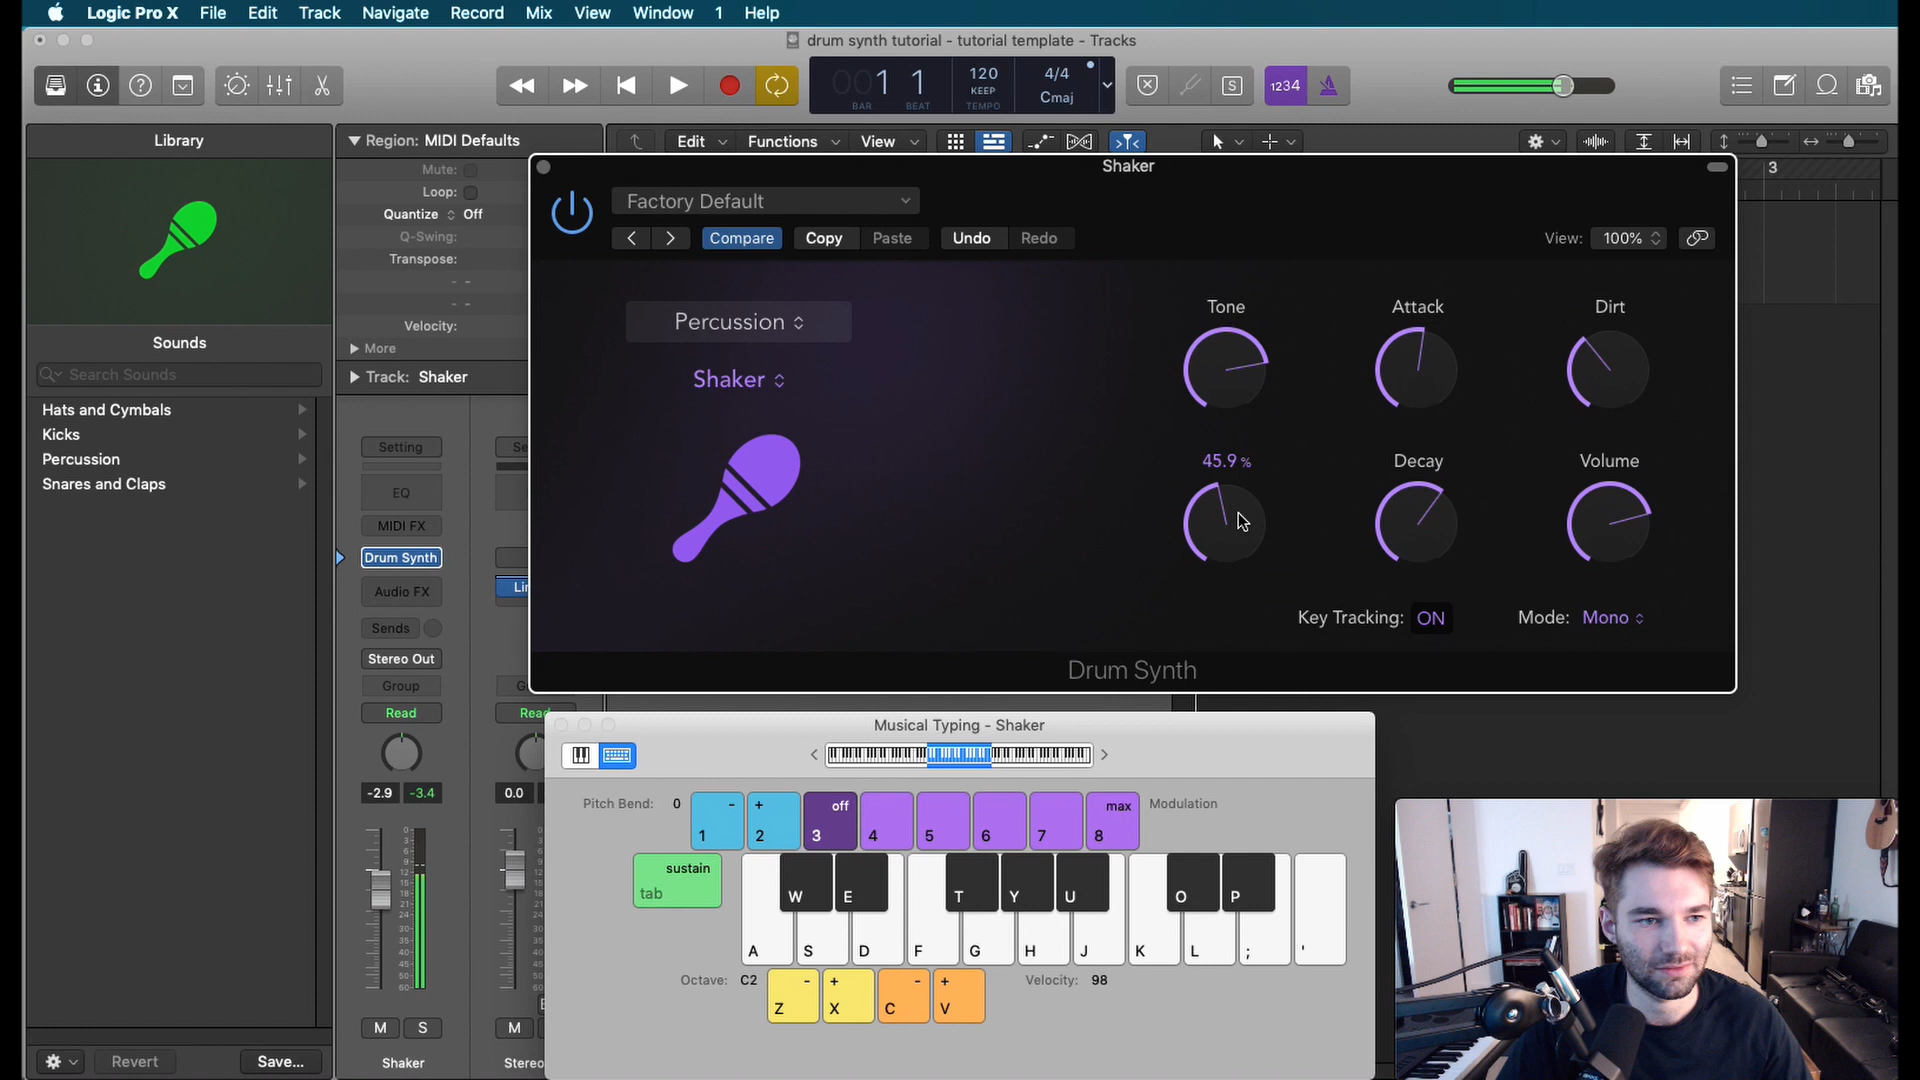 Logic Pro X File Edit Track Navigate Record Mix View Window 1 Help
drum synth tutorial - tutorial template - Tracks
001 1
BAR BEAT
120
KEEP
TEMPO
4/4
Cmaj
S
1234
Library
Region: MIDI Defaults
Edit Functions View
3
Mute:
Loop:
Quantize Off
Q-Swing:
Transpose:
- -
- -
Velocity:
More
Track: Shaker
Sounds
Search Sounds
Hats and Cymbals
Kicks
Percussion
Snares and Claps
Shaker
Factory Default
Compare Copy Paste Undo Redo
View: 100%
Percussion
Shaker
Tone Attack Dirt
45.9 % Decay Volume
Key Tracking: ON Mode: Mono
Drum Synth
Setting
EQ
MIDI FX
Drum Synth
Audio FX
Sends
Stereo Out
Group
Read
-2.9 -3.4
M S
Shaker
Se
Lin
G
Read
0.0
M
Stereo
Musical Typing - Shaker
Pitch Bend: 0
- 1
+ 2
off 3
4
5
6
7
max 8
Modulation
sustain
tab
W E T Y U O P
A S D F G H J K L ; '
Octave: C2
- Z
+ X
- C
+ V
Velocity: 98
Revert Save...